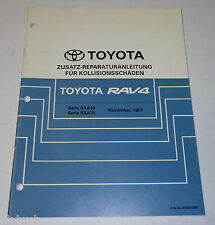 TOYOTA
ZUSATZ-REPARATURANLEITUNG
FÜR KOLLISIONSSCHÄDEN
TOYOTA RAV4
Serie SXA10
Serie SXA15
November, 1997